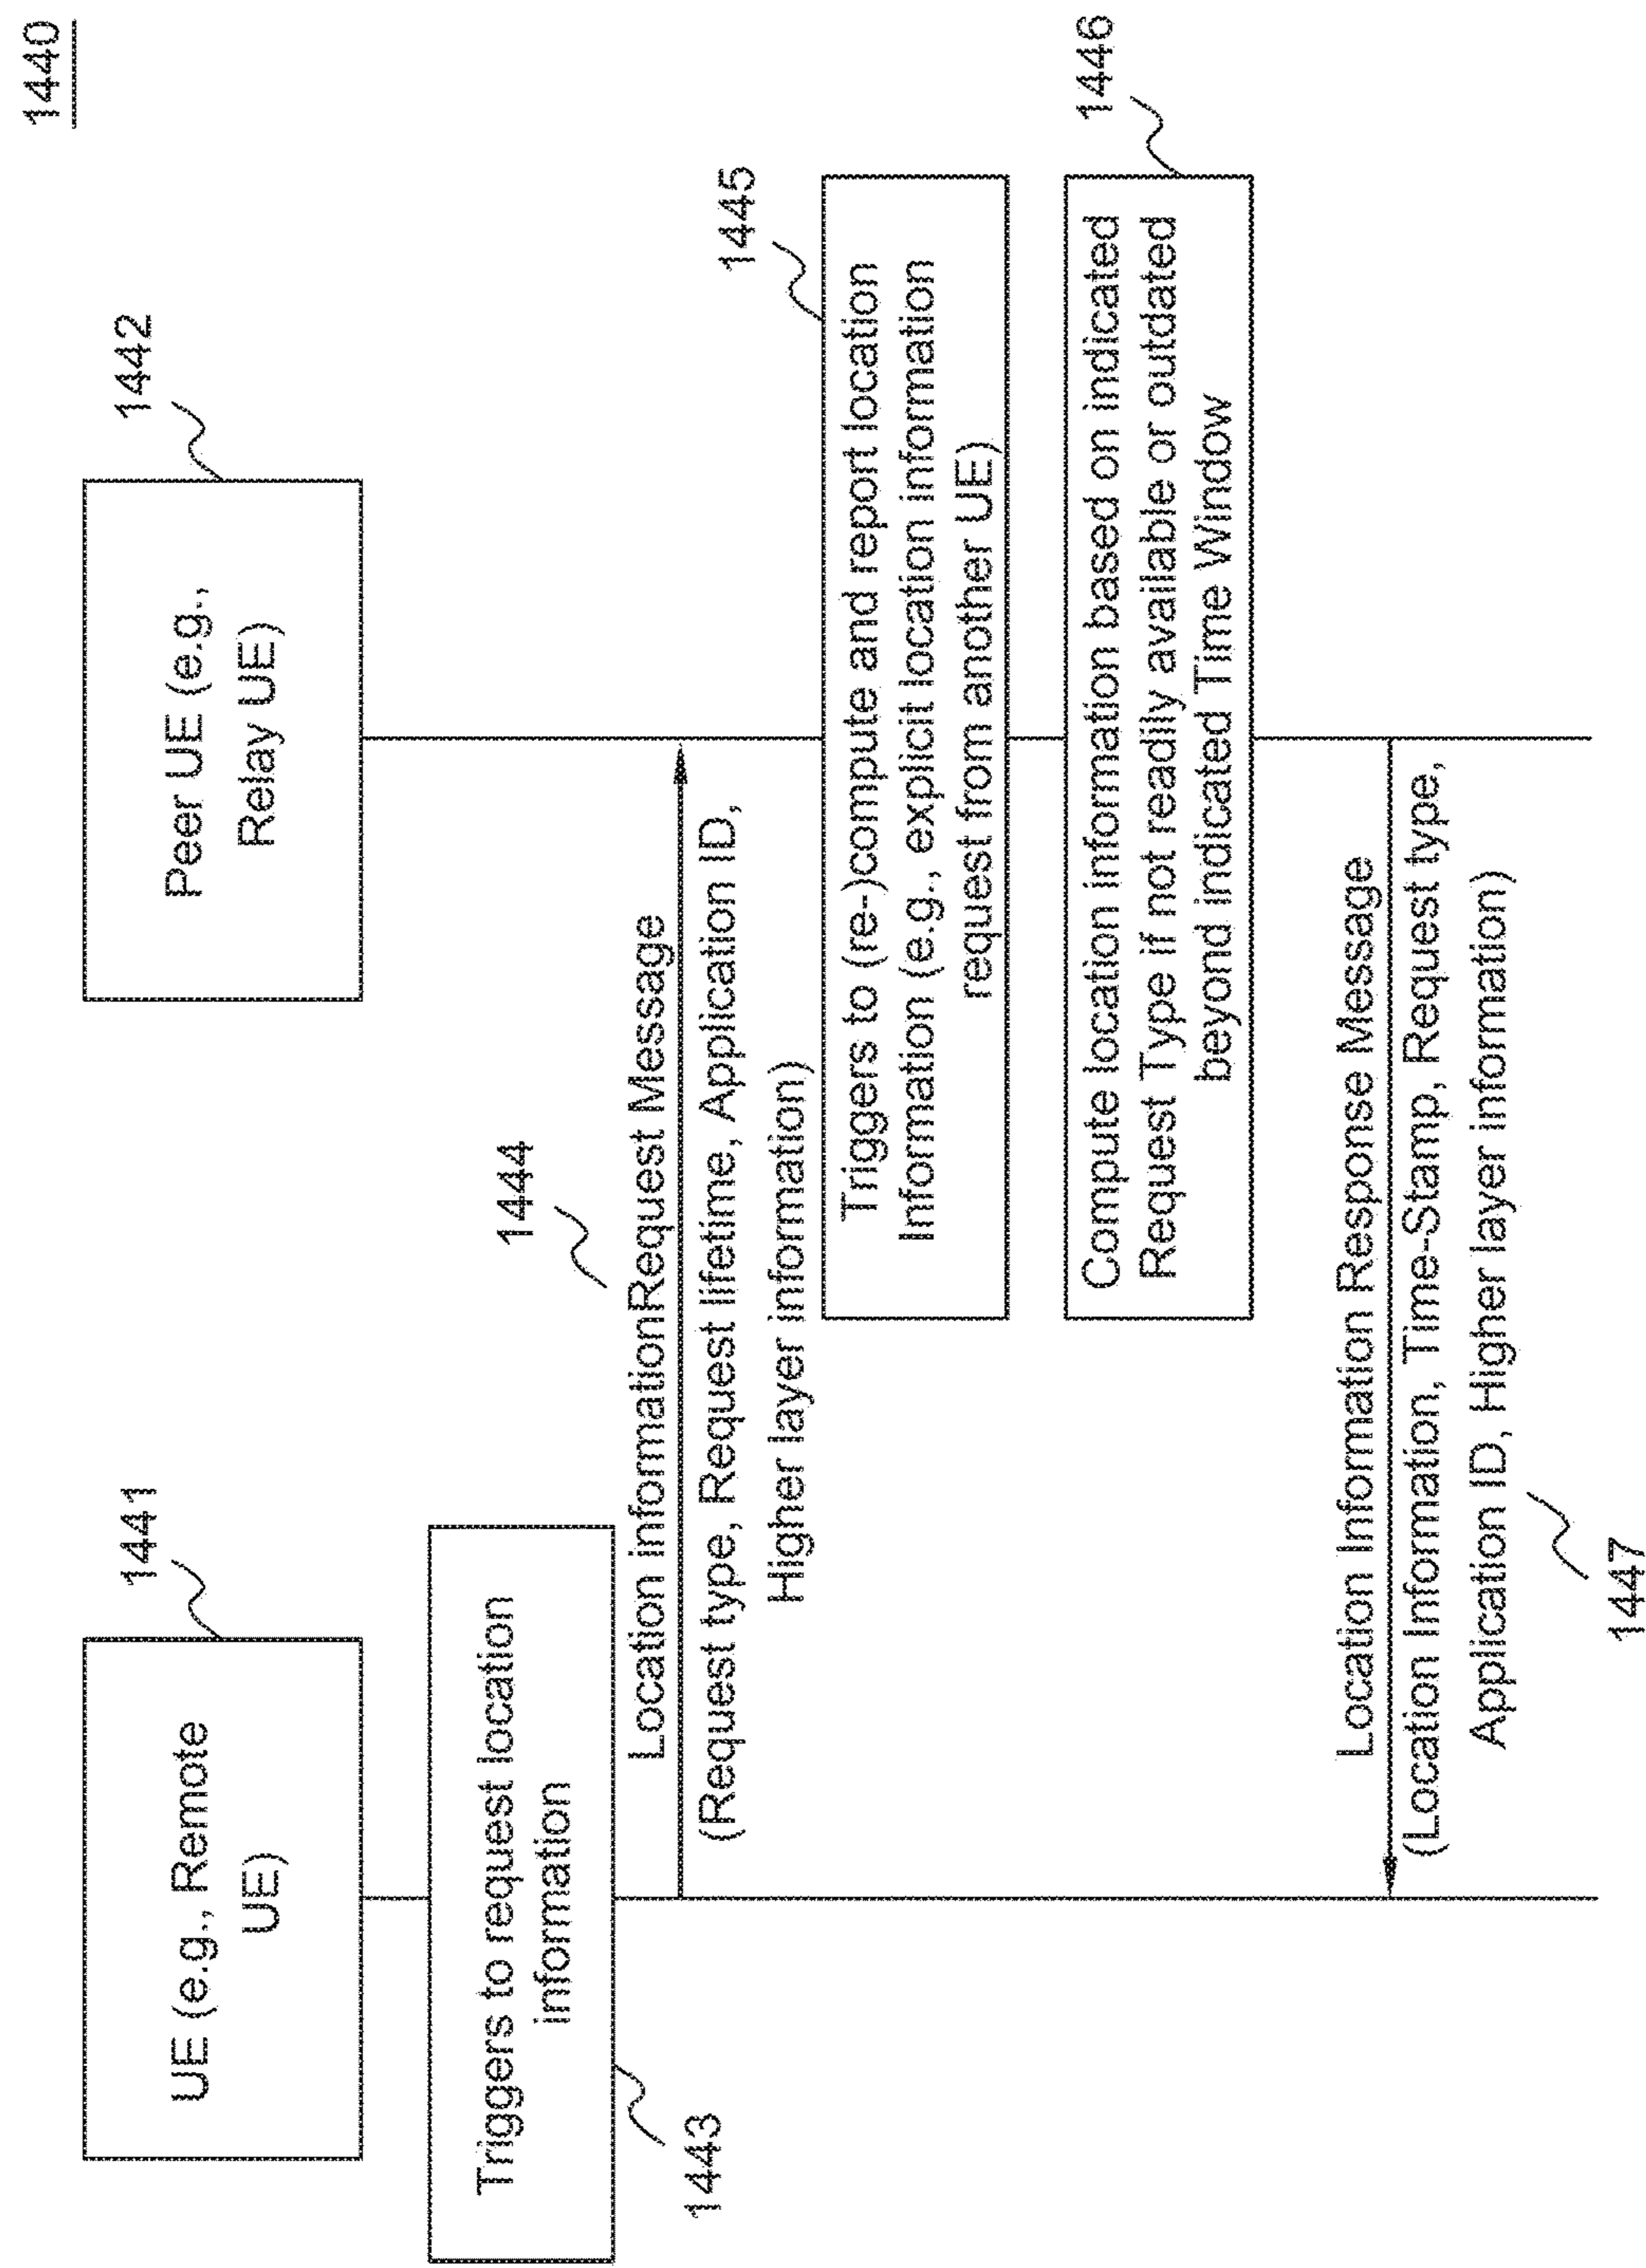 1440
1441
UE (e.g., Remote
UE)
1442
Peer UE (e.g.,
Relay UE)
Triggers to request location
information
1443
1444
Location informationRequest Message
(Request type, Request lifetime, Application ID,
Higher layer information)
1445
Triggers to (re-)compute and report location
Information (e.g., explicit location information
request from another UE)
1446
Compute location information based on indicated
Request Type if not readily available or outdated
beyond indicated Time Window
Location Information Response Message
(Location Information, Time-Stamp, Request type,
Application ID, Higher layer information)
1447